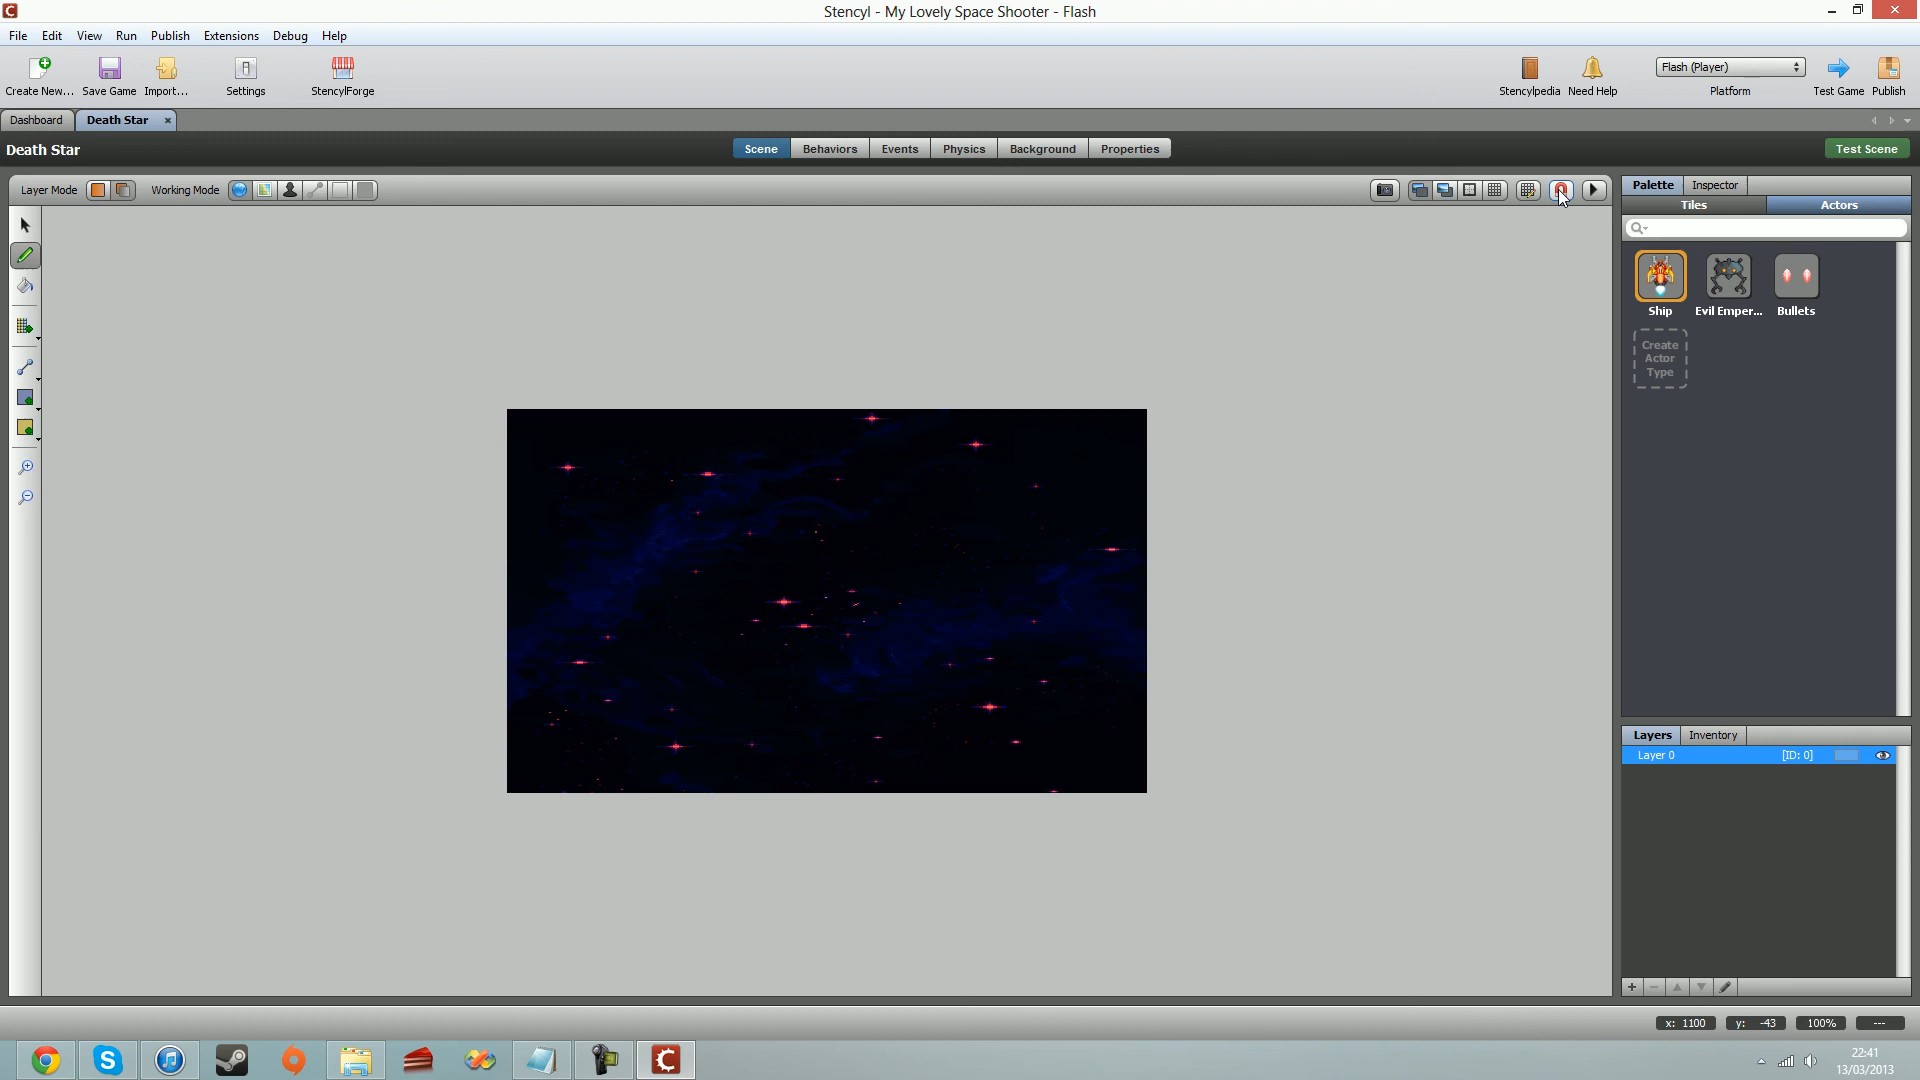 Stencyl - My Lovely Space Shooter - Flash
File Edit View Run Publish Extensions Debug Help
Create New... Save Game Import... Settings StencylForge Stencylpedia Need Help Flash (Player) Platform Test Game Publish
Dashboard Death Star
Death Star Scene Behaviors Events Physics Background Properties Test Scene
Layer Mode Working Mode
Palette Inspector
Tiles Actors
Ship Evil Emper... Bullets
Create
Actor
Type
Layers Inventory
Layer 0 [ID: 0]
x: 1100 y: -43 100% ---
22:41
13/03/2013